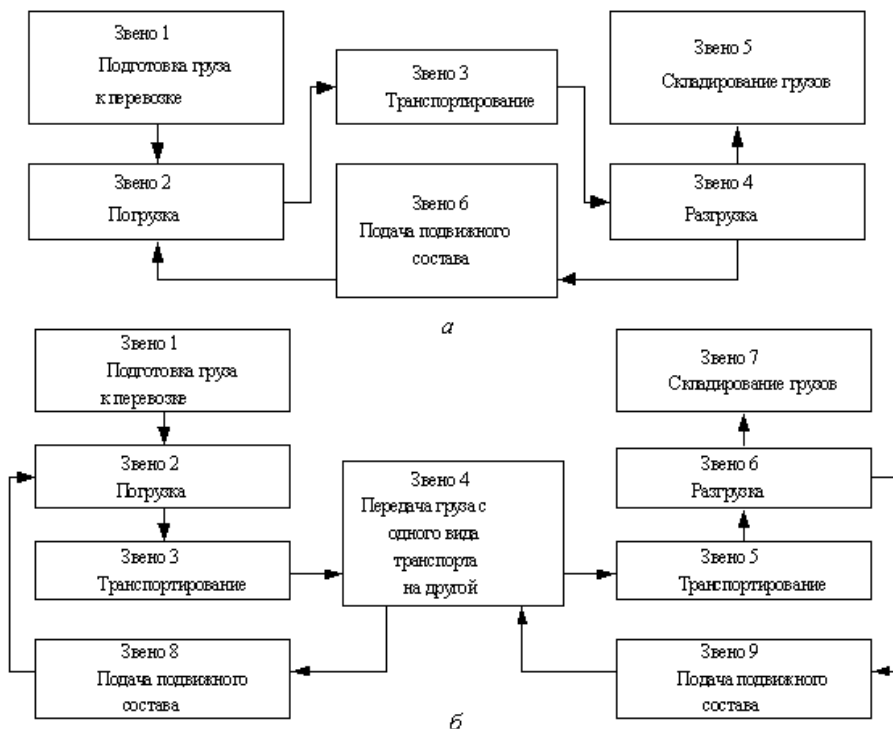 Звено 1
Подготовка груза
к перевозке
Звено 3
Транспортирование
Звено 5
Складирование грузов
Звено 2
Погрузка
Звено 6
Подача подвижного
состава
Звено 4
Разгрузка
а
Звено 1
Подготовка груза
к перевозке
Звено 7
Складирование грузов
Звено 2
Погрузка
Звено 4
Передача груза с
одного вида
транспорта
на другой
Звено 6
Разгрузка
Звено 3
Транспортирование
Звено 5
Транспортирование
Звено 8
Подача подвижного
состава
Звено 9
Подача подвижного
состава
б